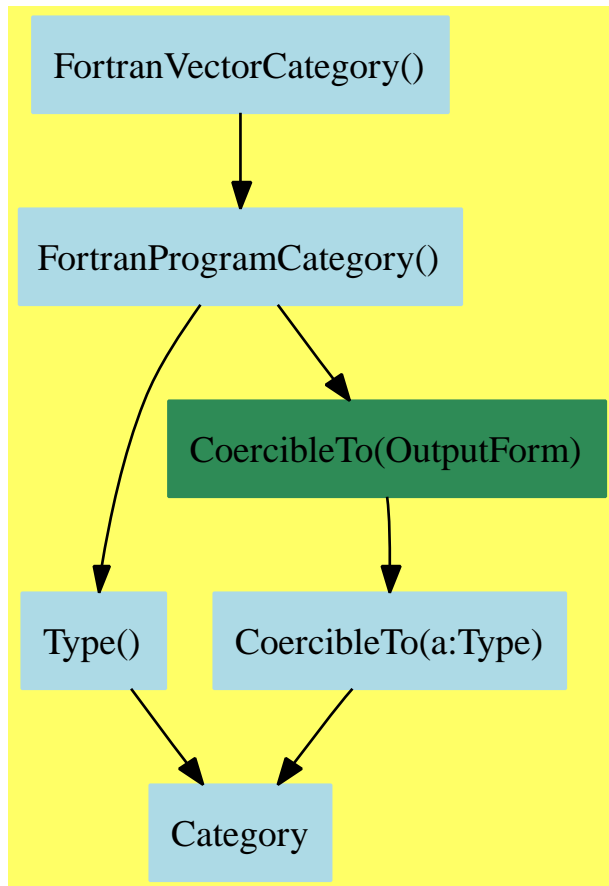 FortranVectorCategory()
FortranProgramCategory()
CoercibleTo(OutputForm)
Type()
CoercibleTo(a:Type)
Category